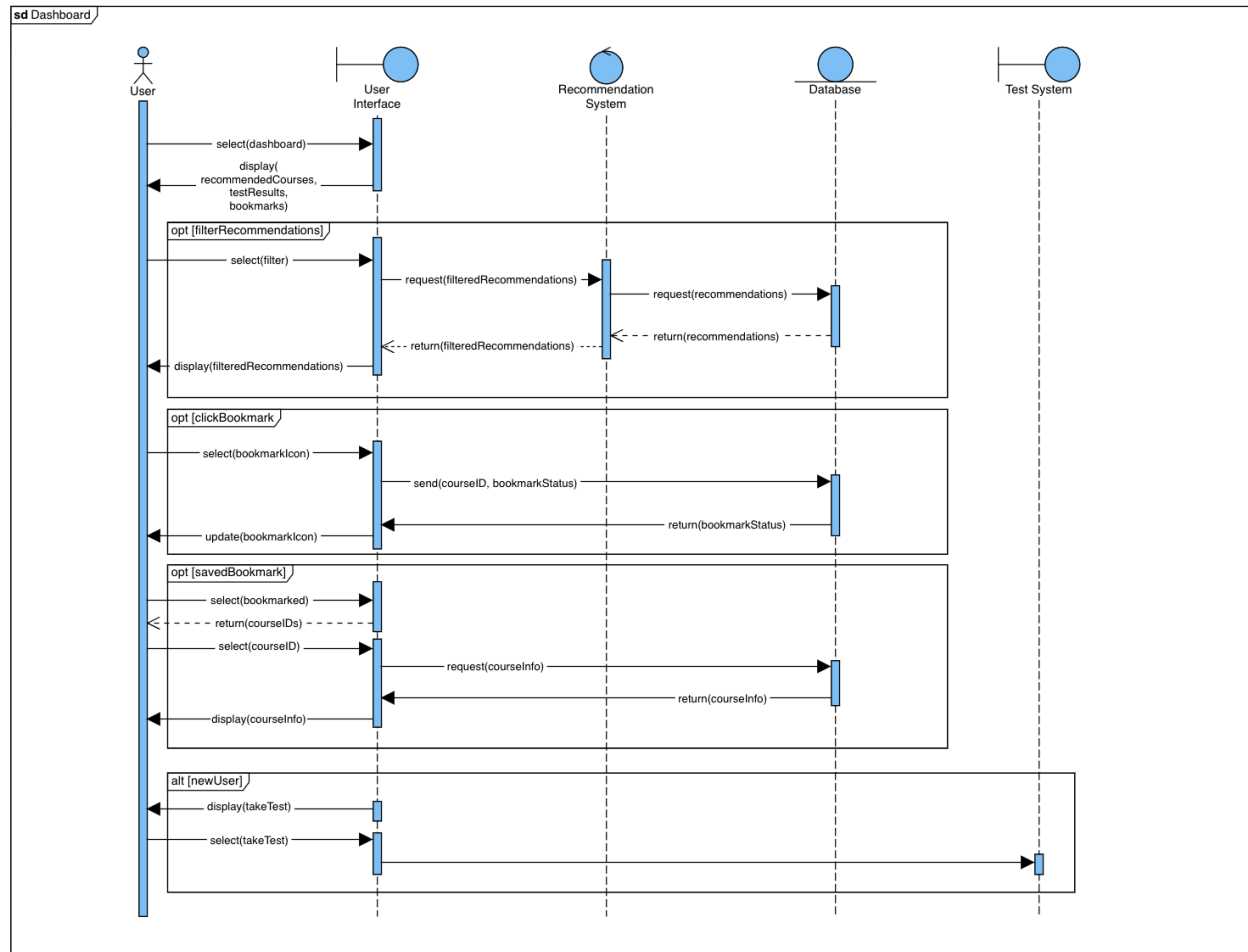 sd Dashboard
User
User
Interface
Recommendation
System
Database
Test System
select(dashboard)
display(
recommendedCourses,
testResults,
bookmarks)
opt [filterRecommendations]
select(filter)
request(filteredRecommendations)
request(recommendations)
return(recommendations)
return(filteredRecommendations)
display(filteredRecommendations)
opt [clickBookmark
select(bookmarkIcon)
send(courseID, bookmarkStatus)
return(bookmarkStatus)
update(bookmarkIcon)
opt [savedBookmark]
select(bookmarked)
return(courseIDs)
select(courseID)
request(courseInfo)
return(courseInfo)
display(courseInfo)
alt [newUser]
display(takeTest)
select(takeTest)